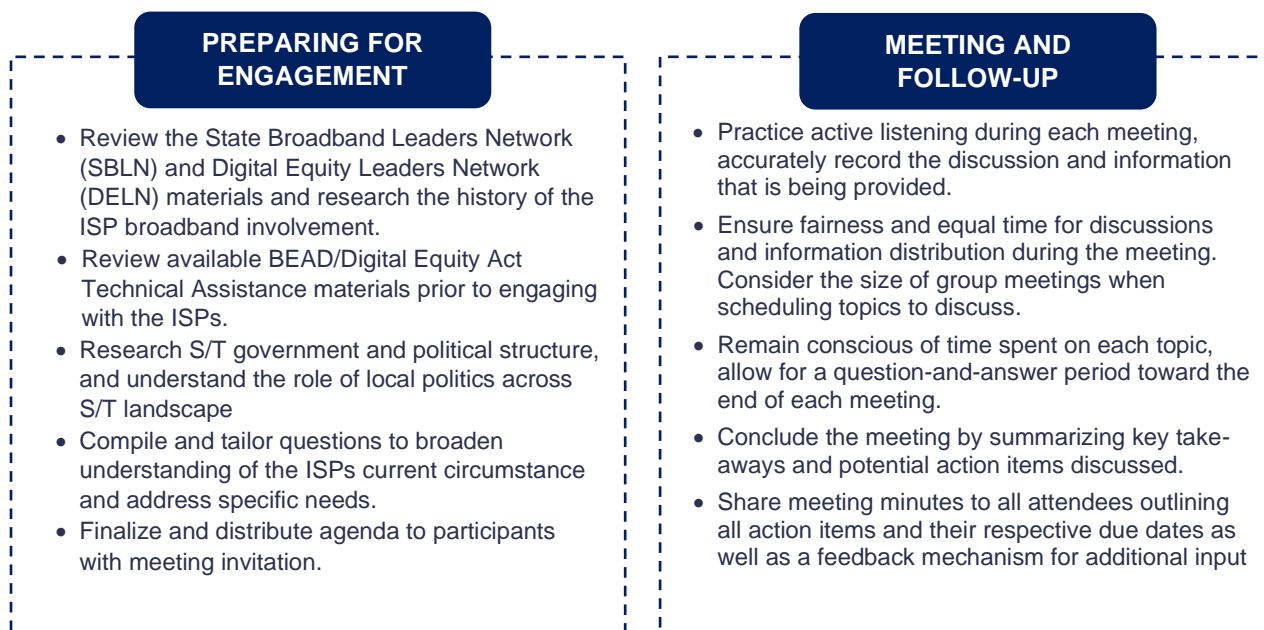 PREPARING FOR
ENGAGEMENT
• Review the State Broadband Leaders Network
(SBLN) and Digital Equity Leaders Network
(DELN) materials and research the history of the
ISP broadband involvement.
• Review available BEAD/Digital Equity Act
Technical Assistance materials prior to engaging
with the ISPs.
• Research S/T government and political structure,
and understand the role of local politics across
S/T landscape
• Compile and tailor questions to broaden
understanding of the ISPs current circumstance
and address specific needs.
• Finalize and distribute agenda to participants
with meeting invitation.
MEETING AND
FOLLOW-UP
• Practice active listening during each meeting,
accurately record the discussion and information
that is being provided.
• Ensure fairness and equal time for discussions
and information distribution during the meeting.
Consider the size of group meetings when
scheduling topics to discuss.
• Remain conscious of time spent on each topic,
allow for a question-and-answer period toward the
end of each meeting.
• Conclude the meeting by summarizing key take-
aways and potential action items discussed.
• Share meeting minutes to all attendees outlining
all action items and their respective due dates as
well as a feedback mechanism for additional input